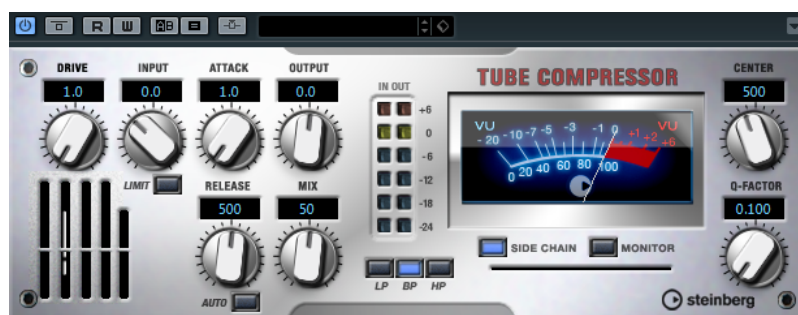 R W AB
DRIVE INPUT ATTACK OUTPUT
1.0 0.0 1.0 0.0
LIMIT
RELEASE MIX
500 50
AUTO
IN OUT
+6
0
-6
-12
-18
-24
LP BP HP
TUBE COMPRESSOR
VU VU
- 20 -10 -7 -5 -3 -1 0 +1 +2 +6
0 20 40 60 80 100
SIDE CHAIN MONITOR
CENTER
500
Q-FACTOR
0.100
steinberg